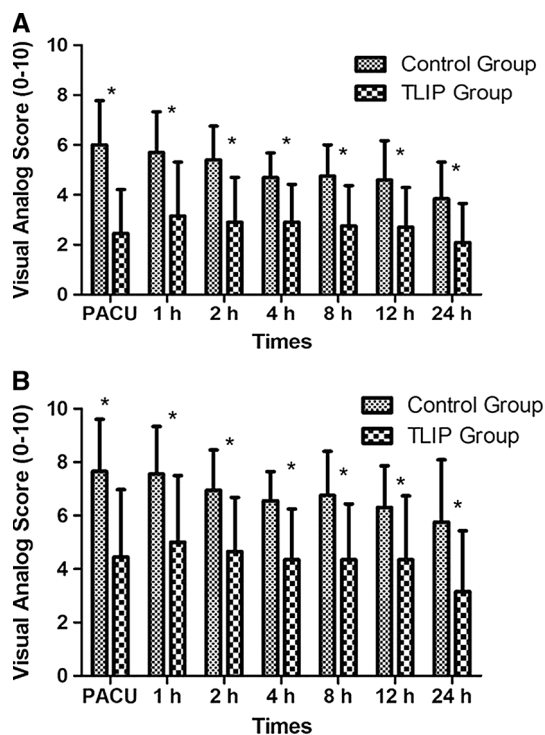 A
Visual Analog Score (0-10)
10
8
6
4
2
0
Control Group
TLIP Group
*
*
*
*
*
*
*
PACU 1 h 2 h 4 h 8 h 12 h 24 h
Times
B
Visual Analog Score (0-10)
10
8
6
4
2
0
Control Group
TLIP Group
*
*
*
*
*
*
*
PACU 1 h 2 h 4 h 8 h 12 h 24 h
Times